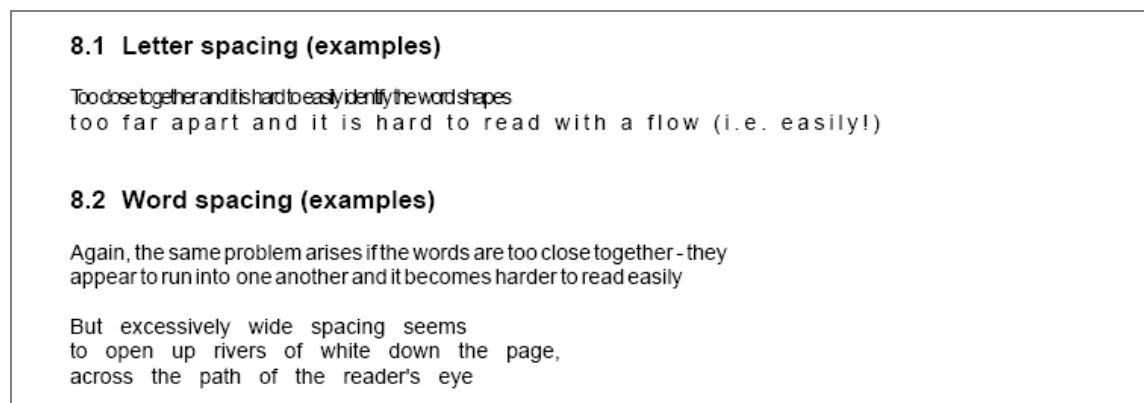 8.1 Letter spacing (examples)
Too close together and it is hard to easily identify the word shapes
too far apart and it is hard to read with a flow (i.e. easily!)
8.2 Word spacing (examples)
Again, the same problem arises if the words are too close together - they
appear to run into one another and it becomes harder to read easily
But excessively wide spacing seems
to open up rivers of white down the page,
across the path of the reader's eye